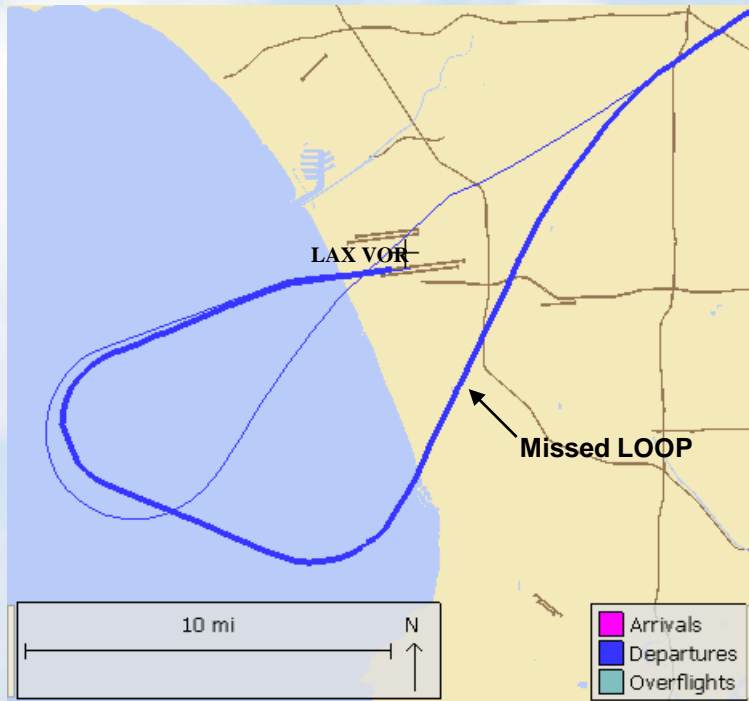 LAX VOR
Missed LOOP
10 mi
N
Arrivals
Departures
Overflights